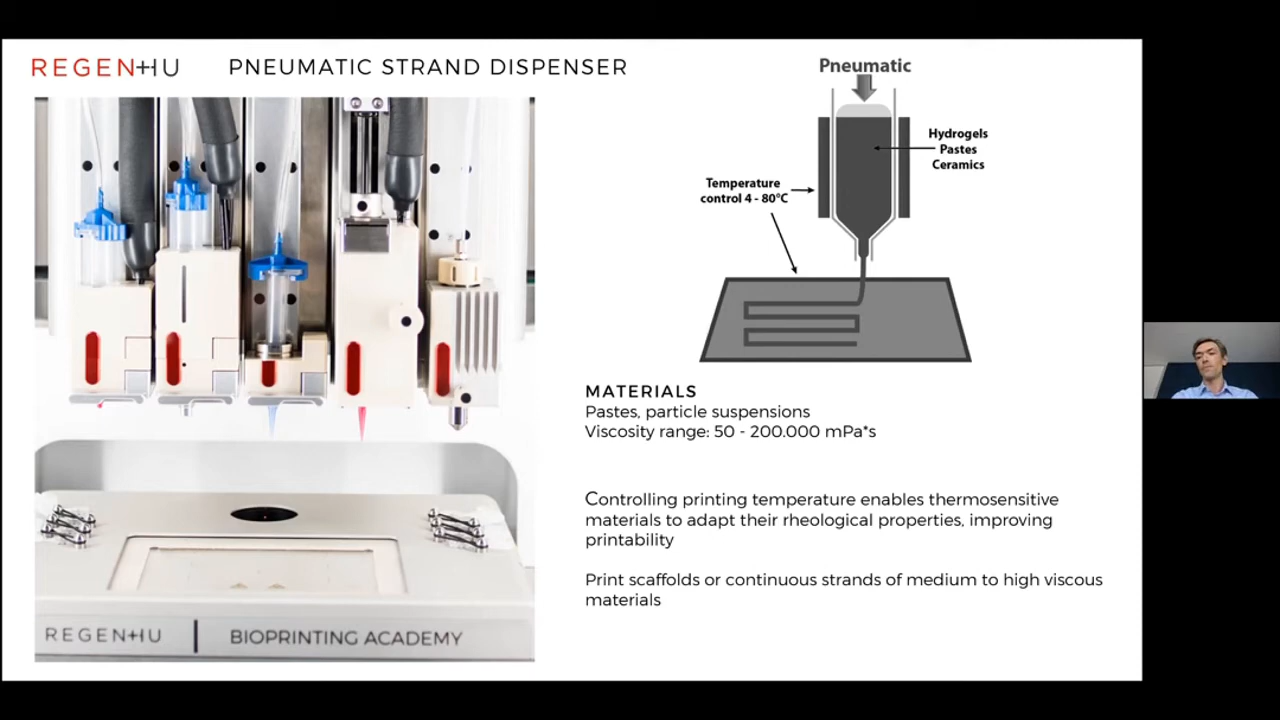 REGENHU
PNEUMATIC STRAND DISPENSER
Pneumatic
Hydrogels
Pastes
Ceramics
Temperature
control 4 - 80°C
MATERIALS
Pastes, particle suspensions
Viscosity range: 50 - 200.000 mPa*s
Controlling printing temperature enables thermosensitive
materials to adapt their rheological properties, improving
printability
Print scaffolds or continuous strands of medium to high viscous
materials
REGENHU | BIOPRINTING ACADEMY